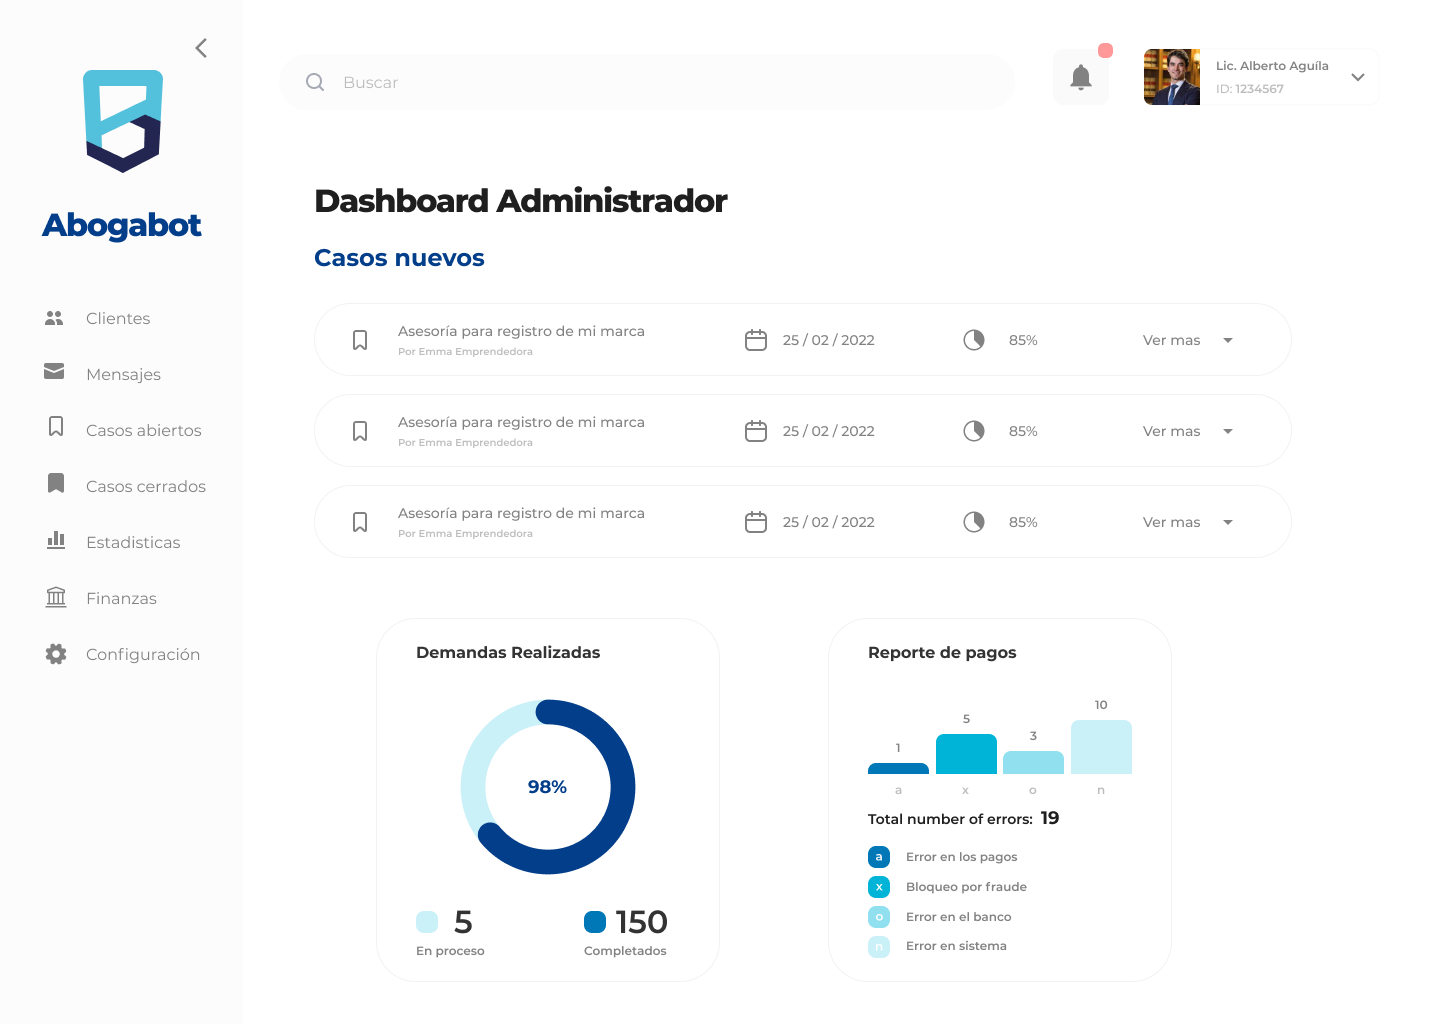 Buscar
Lic. Alberto Aguíla
ID: 1234567
Abogabot
Clientes
Mensajes
Casos abiertos
Casos cerrados
Estadisticas
Finanzas
Configuración
Dashboard Administrador
Casos nuevos
Asesoría para registro de mi marca
Por Emma Emprendedora
25 / 02 / 2022
85%
Ver mas
Asesoría para registro de mi marca
Por Emma Emprendedora
25 / 02 / 2022
85%
Ver mas
Asesoría para registro de mi marca
Por Emma Emprendedora
25 / 02 / 2022
85%
Ver mas
Demandas Realizadas
98%
5
En proceso
150
Completados
Reporte de pagos
1
5
3
10
a
x
o
n
Total number of errors: 19
a Error en los pagos
x Bloqueo por fraude
o Error en el banco
n Error en sistema